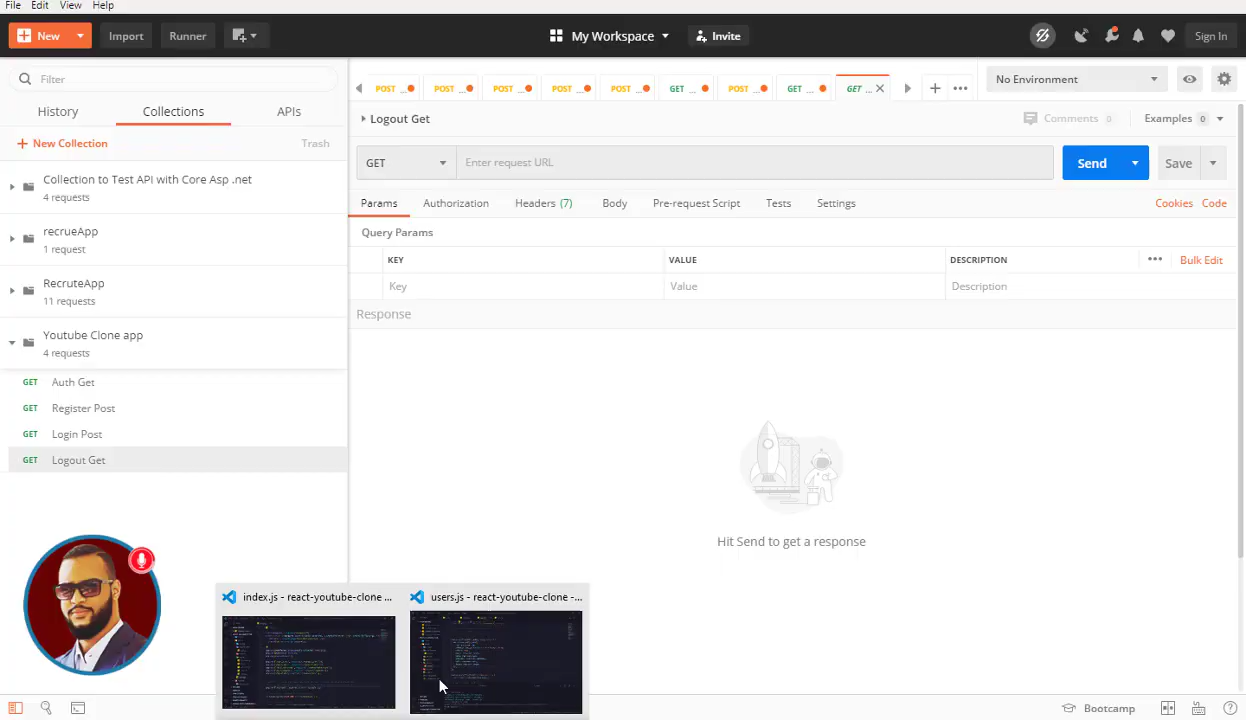 File Edit View Help
New Import Runner My Workspace Invite Sign In
Filter
History Collections APIs
+ New Collection Trash
Collection to Test API with Core Asp .net
4 requests
recrueApp
1 request
RecruteApp
11 requests
Youtube Clone app
4 requests
GET Auth Get
GET Register Post
GET Login Post
GET Logout Get
POST ... POST ... POST ... POST ... POST ... GET ... POST ... GET ... GET ...
No Environment
Logout Get
Comments 0 Examples 0
GET Enter request URL Send Save
Params Authorization Headers (7) Body Pre-request Script Tests Settings Cookies Code
Query Params
KEY VALUE DESCRIPTION ••• Bulk Edit
Key Value Description
Response
Hit Send to get a response
index.js - react-youtube-clone ...
users.js - react-youtube-clone -...
Bootcamp